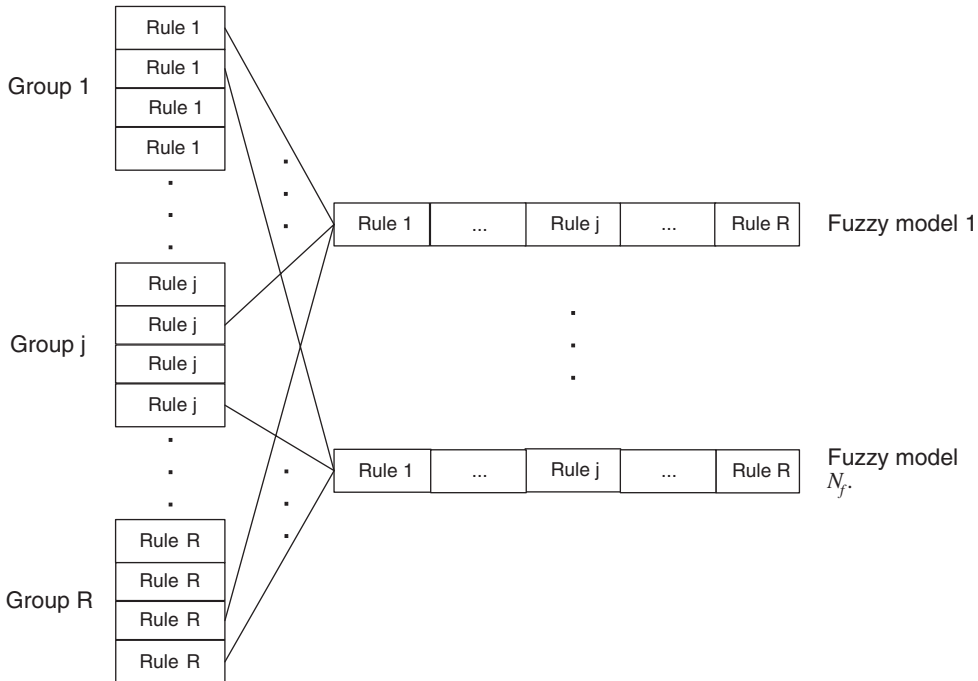 Group 1
Rule 1
Rule 1
Rule 1
Rule 1
Group j
Rule j
Rule j
Rule j
Rule j
Group R
Rule R
Rule R
Rule R
Rule R
Rule 1 ... Rule j ... Rule R
Fuzzy model 1
Rule 1 ... Rule j ... Rule R
Fuzzy model
N_f.